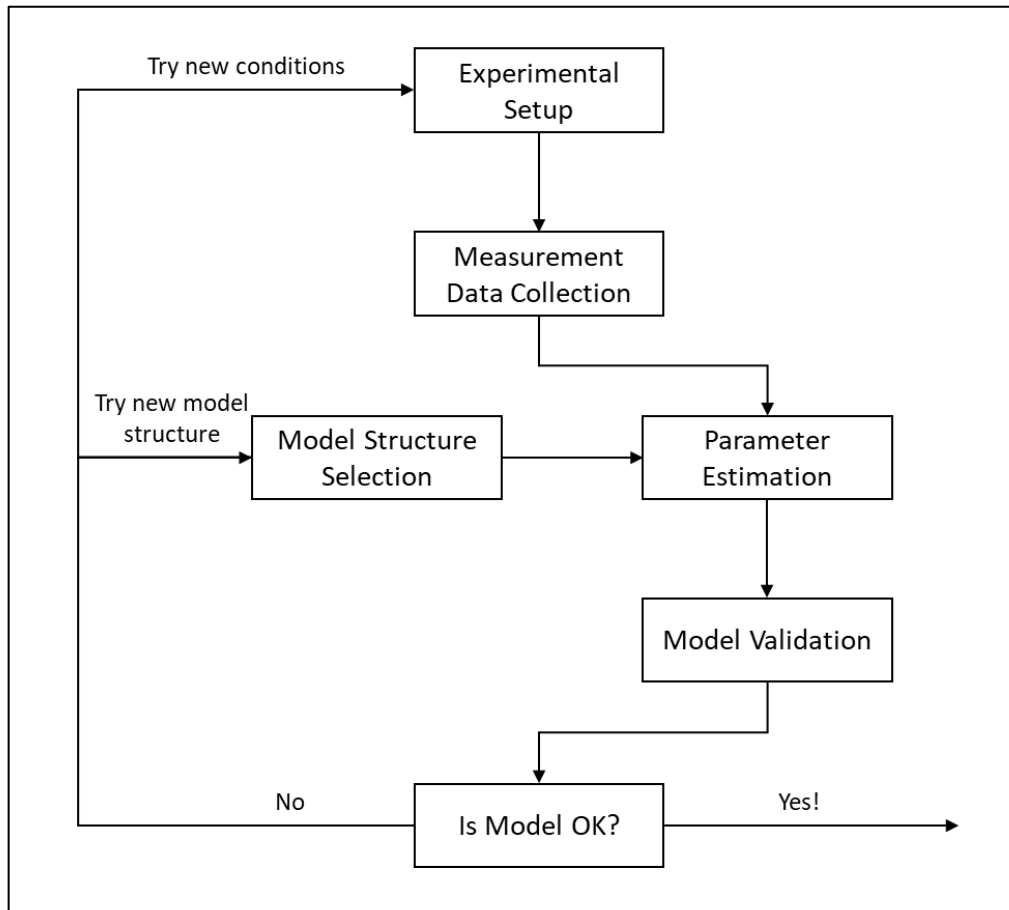 Try new conditions
Experimental
Setup
Measurement
Data Collection
Try new model
structure
Model Structure
Selection
Parameter
Estimation
Model Validation
No
Is Model OK?
Yes!